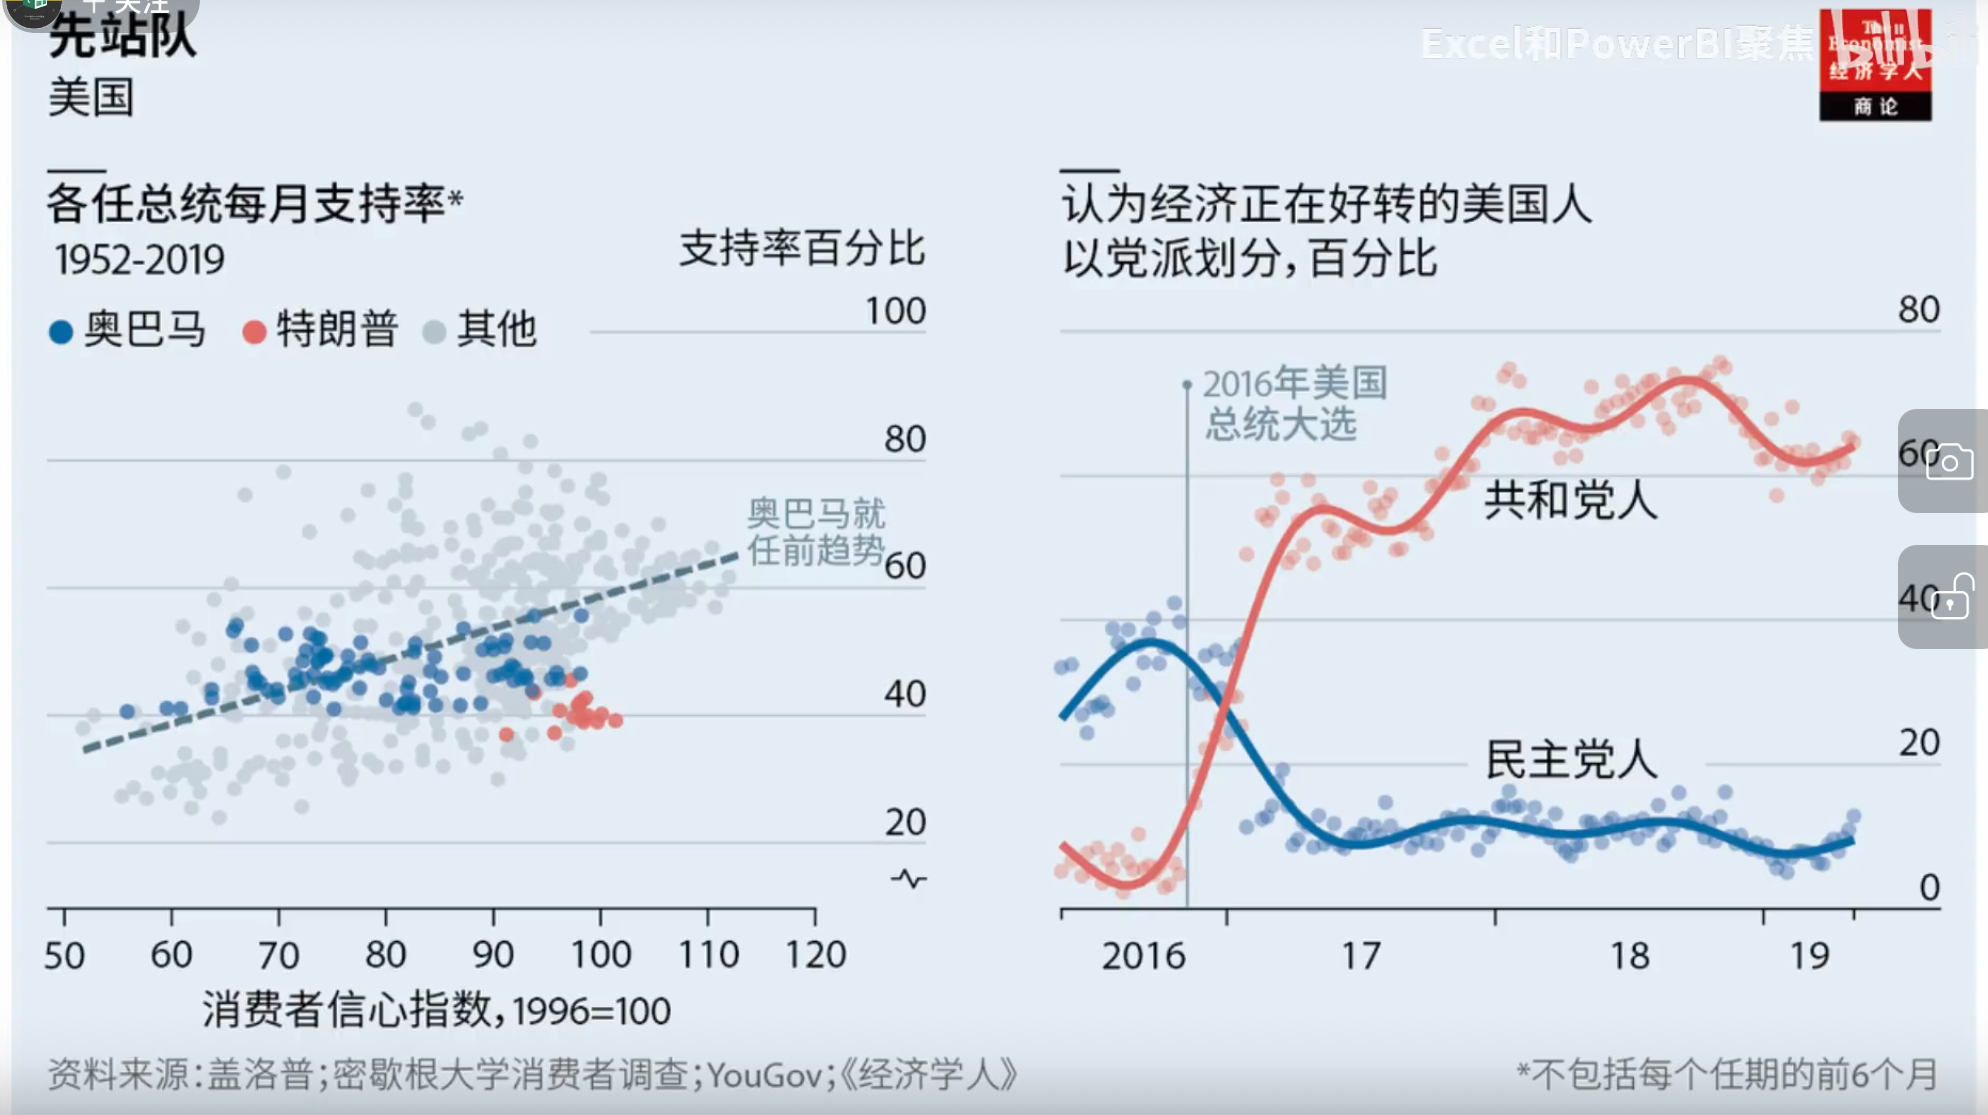 + 关注
先站队
美国
Excel和PowerBI聚焦
The
Economist
经济学人
商论
各任总统每月支持率*
1952-2019
支持率百分比
奥巴马
特朗普
其他
100
80
60
40
20
奥巴马就
任前趋势
50
60
70
80
90
100
110
120
消费者信心指数，1996=100
认为经济正在好转的美国人
以党派划分，百分比
80
60
40
20
0
2016年美国
总统大选
共和党人
民主党人
2016
17
18
19
资料来源：盖洛普；密歇根大学消费者调查；YouGov；《经济学人》
*不包括每个任期的前6个月